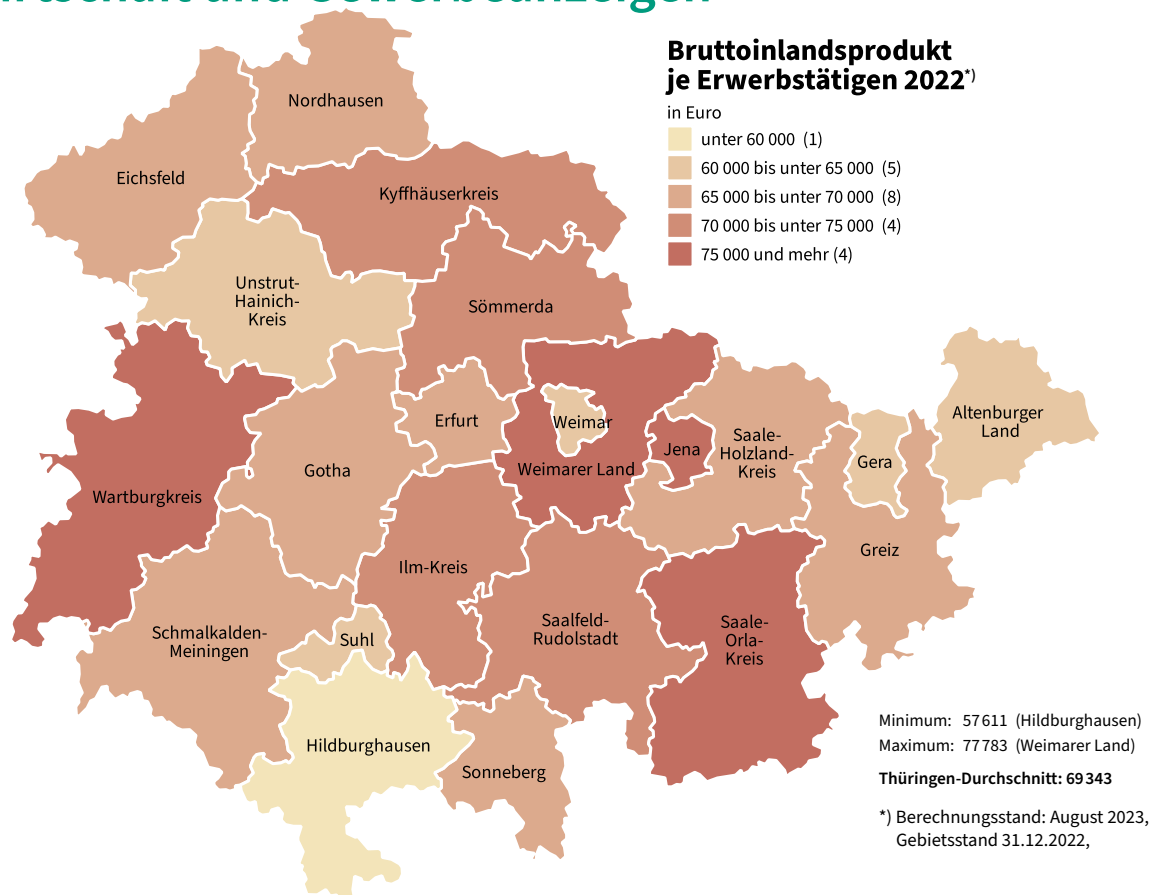 irtschaft und Gewerbeanzeigen
Bruttoinlandsprodukt
je Erwerbstätigen 2022*)
in Euro
unter 60 000 (1)
60 000 bis unter 65 000 (5)
65 000 bis unter 70 000 (8)
70 000 bis unter 75 000 (4)
75 000 und mehr (4)
Nordhausen
Eichsfeld
Kyffhäuserkreis
Unstrut-
Hainich-
Kreis
Sömmerda
Erfurt
Weimar
Weimarer Land
Jena
Saale-
Holzland-
Kreis
Gera
Altenburger
Land
Gotha
Wartburgkreis
Greiz
Ilm-Kreis
Saalfeld-
Rudolstadt
Saale-
Orla-
Kreis
Schmalkalden-
Meiningen
Suhl
Hildburghausen
Sonneberg
Minimum: 57 611 (Hildburghausen)
Maximum: 77 783 (Weimarer Land)
Thüringen-Durchschnitt: 69 343
*) Berechnungsstand: August 2023,
Gebietsstand 31.12.2022,